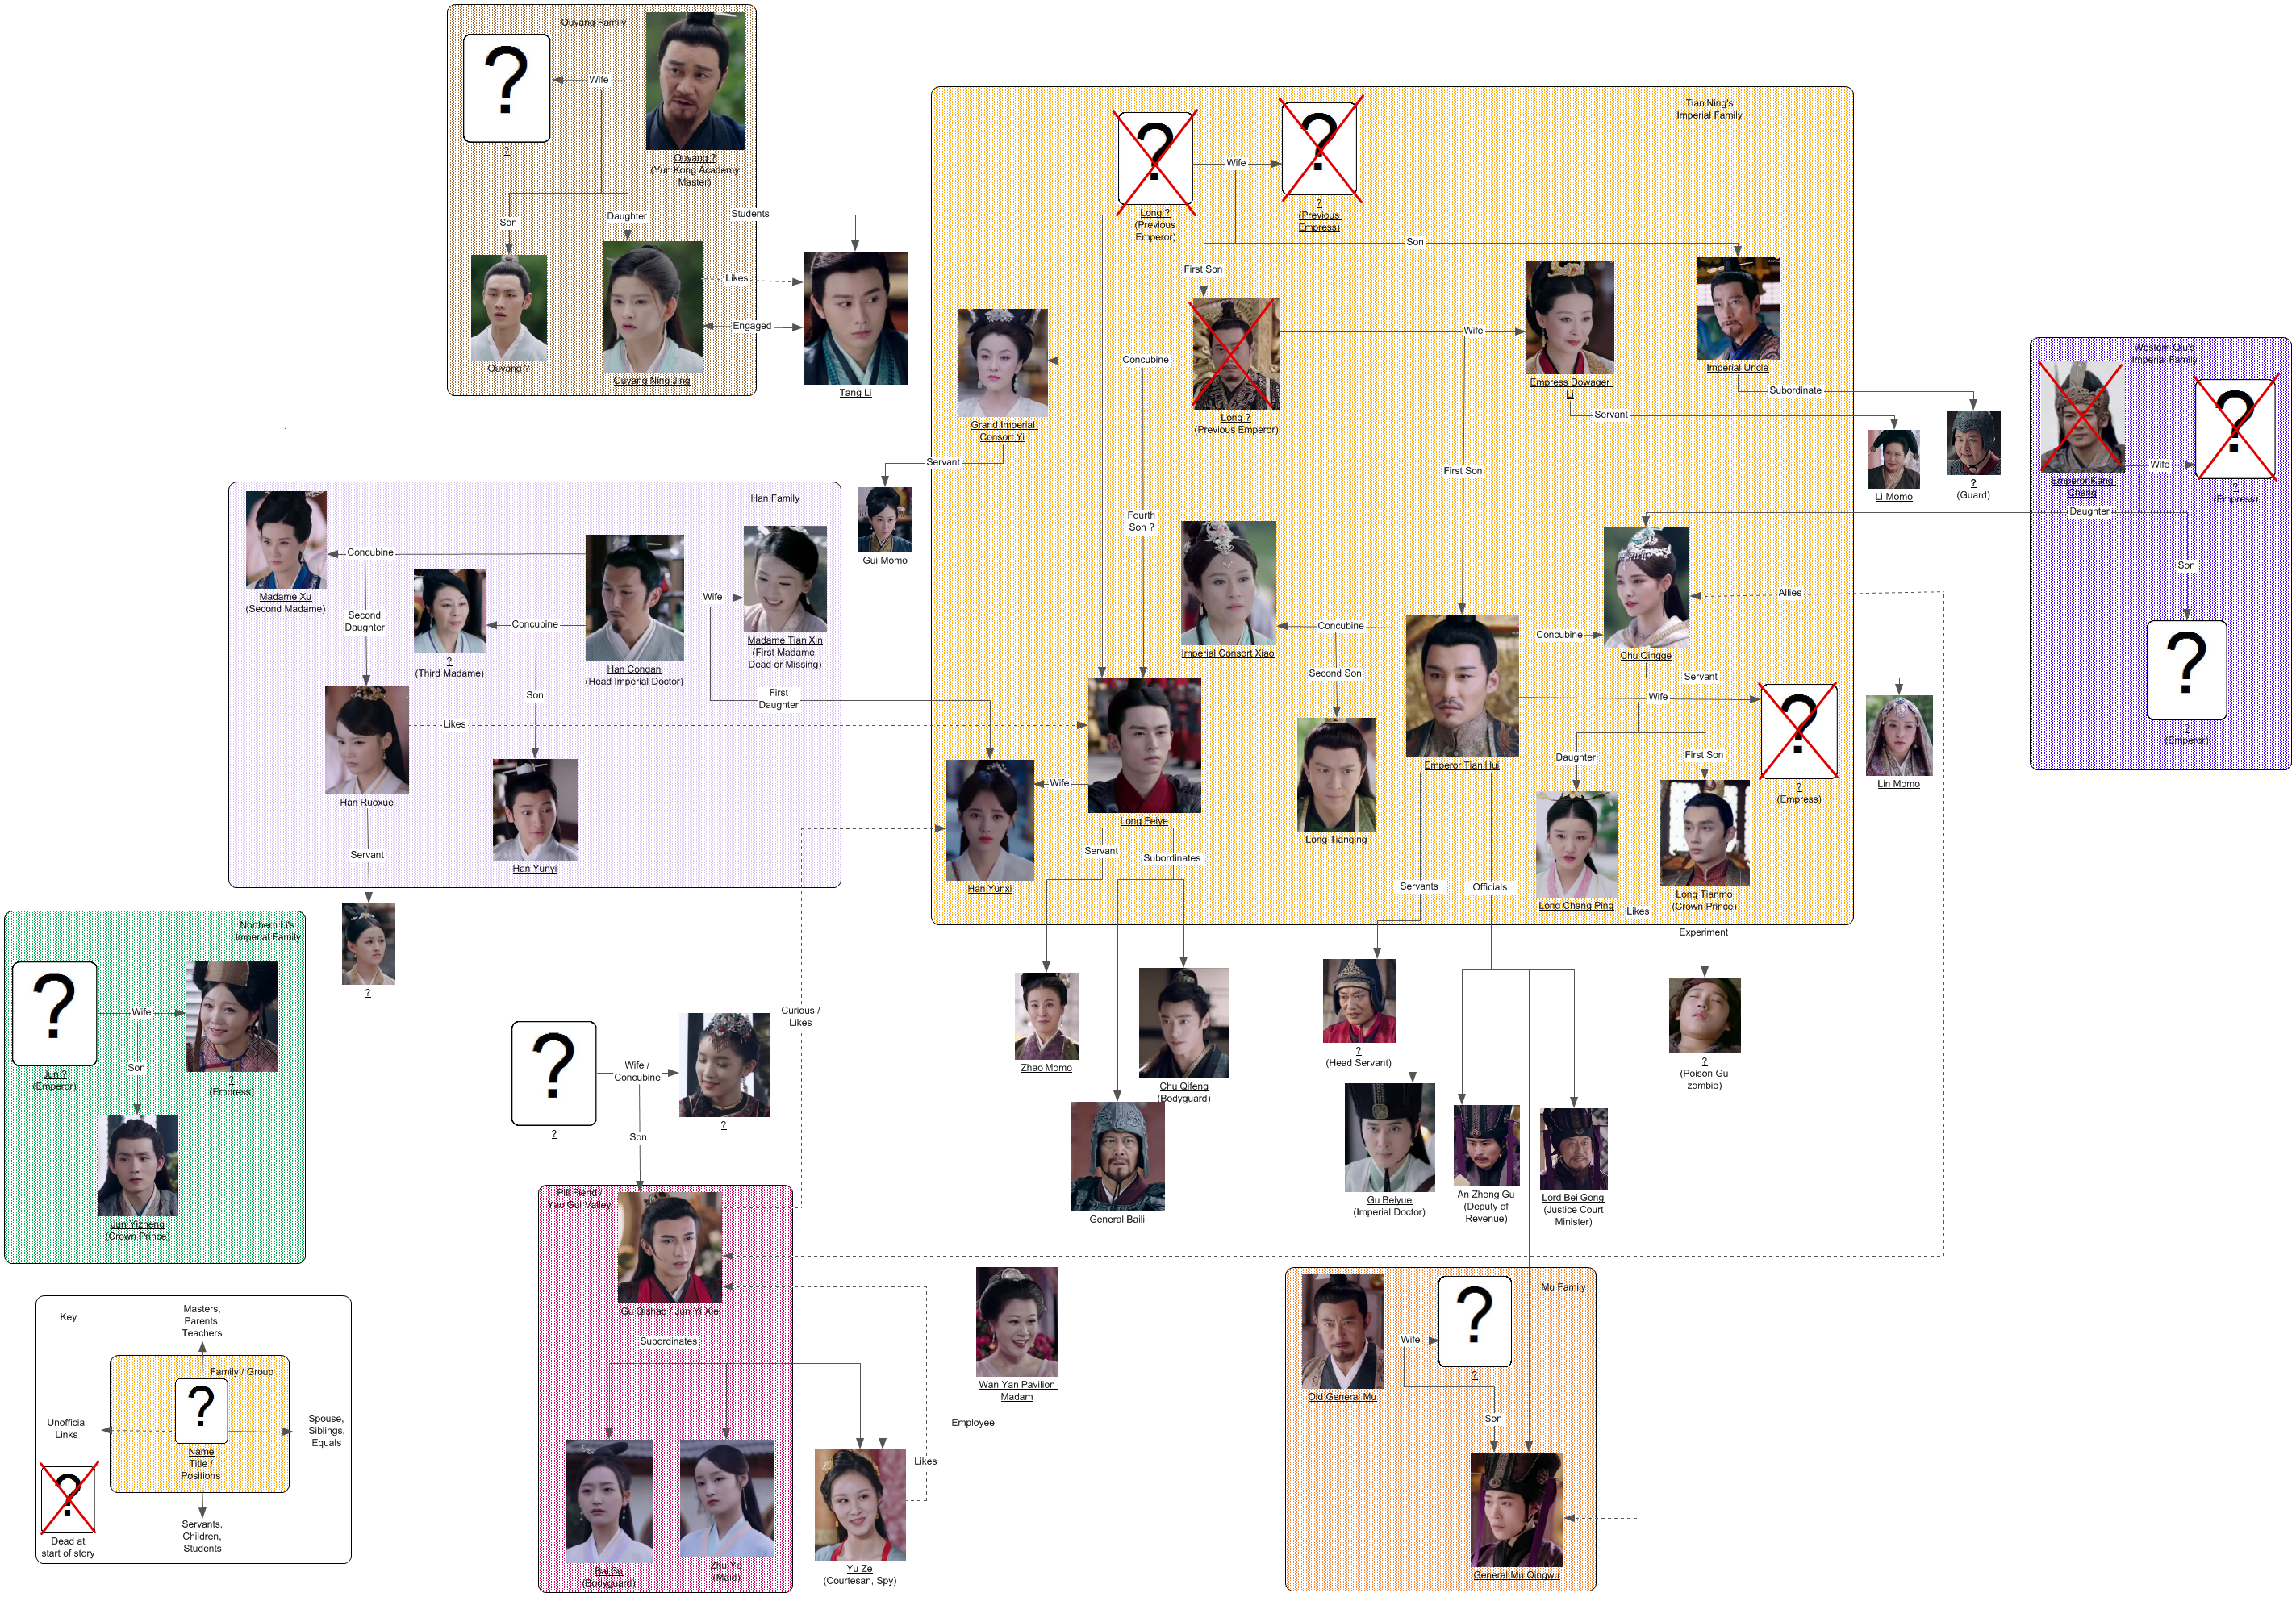 Ouyang Family
?
Wife
?
Ouyang ?
(Yun Kong Academy
Master)
Son
Daughter
Students
Ouyang ?
Ouyang Ning Jing
Likes
Engaged
Tang Li
Tian Ning's
Imperial Family
?
Long ?
(Previous
Emperor)
Wife
?
?
(Previous
Empress)
First Son
Son
Grand Imperial
Consort Yi
Concubine
Long ?
(Previous Emperor)
Wife
Empress Dowager
Li
Imperial Uncle
Subordinate
Servant
Li Momo
?
(Guard)
Servant
Gui Momo
Fourth
Son ?
First Son
Western Qiu's
Imperial Family
Emperor Kang
Cheng
Wife
?
?
(Empress)
Daughter
Son
?
?
(Emperor)
Han Family
Madame Xu
(Second Madame)
Concubine
Second
Daughter
?
(Third Madame)
Concubine
Han Congan
(Head Imperial Doctor)
Wife
Madame Tian Xin
(First Madame,
Dead or Missing)
Son
First
Daughter
Han Ruoxue
Likes
Han Yunyi
Servant
?
Imperial Consort Xiao
Concubine
Second Son
Long Tianqing
Emperor Tian Hui
Concubine
Chu Qingge
Allies
Servant
Lin Momo
Wife
?
?
(Empress)
Daughter
First Son
Long Chang Ping
Long Tianmo
(Crown Prince)
Likes
Experiment
?
(Poison Gu
zombie)
Han Yunxi
Wife
Long Feiye
Servant
Subordinates
Zhao Momo
Chu Qifeng
(Bodyguard)
General Baili
Servants
Officials
?
(Head Servant)
Gu Beiyue
(Imperial Doctor)
An Zhong Gu
(Deputy of
Revenue)
Lord Bei Gong
(Justice Court
Minister)
Northern Li's
Imperial Family
?
Jun ?
(Emperor)
Wife
?
(Empress)
Son
Jun Yizheng
(Crown Prince)
?
?
Wife /
Concubine
?
Son
Curious /
Likes
Pill Fiend /
Yao Gui Valley
Gu Qishao / Jun Yi Xie
Subordinates
Bai Su
(Bodyguard)
Zhu Ye
(Maid)
Wan Yan Pavilion
Madam
Employee
Likes
Yu Ze
(Courtesan, Spy)
Mu Family
Old General Mu
Wife
?
?
Son
General Mu Qingwu
Key
Masters,
Parents,
Teachers
Family / Group
?
Name
Title /
Positions
Unofficial
Links
Spouse,
Siblings,
Equals
?
Dead at
start of story
Servants,
Children,
Students